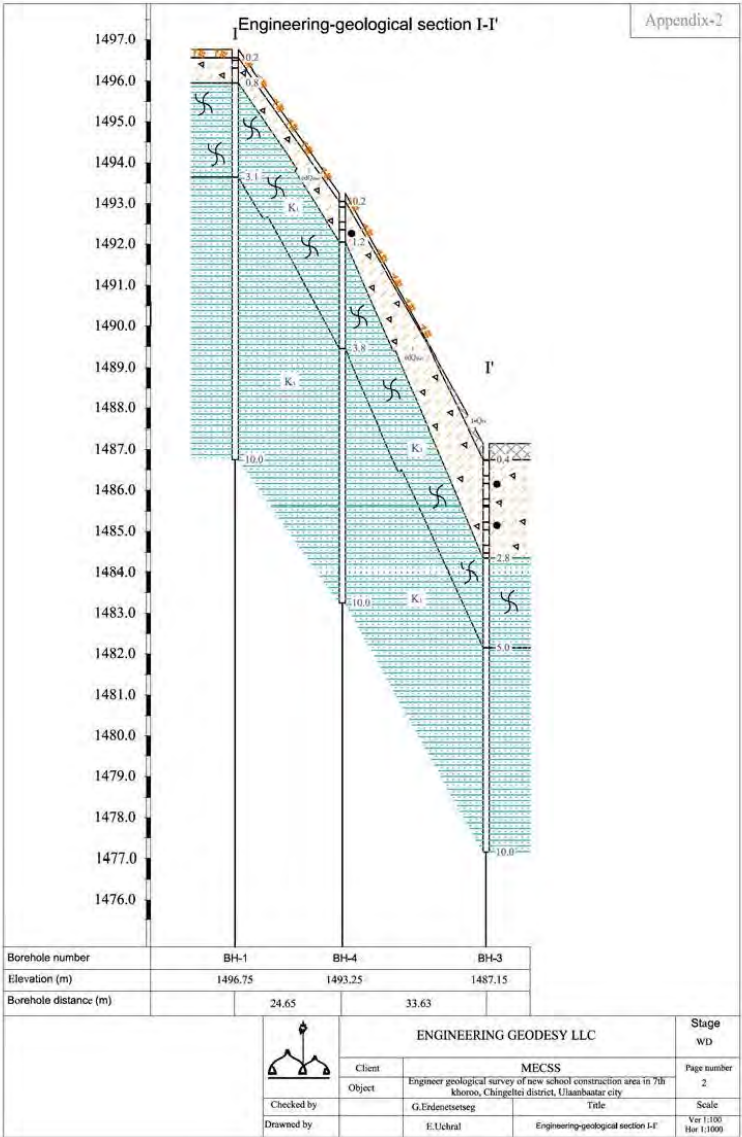 Appendix-2
Engineering-geological section I-I'
I
1497.0
1496.0
1495.0
1494.0
1493.0
1492.0
1491.0
1490.0
1489.0
1488.0
1487.0
1486.0
1485.0
1484.0
1483.0
1482.0
1481.0
1480.0
1479.0
1478.0
1477.0
1476.0
0.2
0.8
3.1
10.0
0.2
1.2
3.8
10.0
I'
0.4
2.8
5.0
10.0
K₁
K₁
K₁
K₁
Borehole number BH-1 BH-4 BH-3
Elevation (m) 1496.75 1493.25 1487.15
Borehole distance (m) 24.65 33.63
ENGINEERING GEODESY LLC
Stage
WD
Client MECSS
Page number
2
Object Engineer geological survey of new school construction area in 7th
khoroo, Chingeltei district, Ulaanbaatar city
Checked by G.Erdenetsetseg Title Scale
Drawned by E.Uchral Engineering-geological section I-I'
Ver 1:100
Hor 1:1000